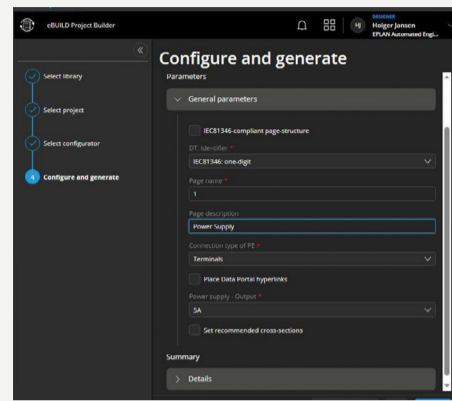 eBUILD Project Builder
HJ
DESIGNER
Holger Jansen
EPLAN Automated Engi...
Select library
Select project
Select configurator
4
Configure and generate
Configure and generate
Parameters
General parameters
IEC81346-compliant page-structure
DT: Identifier *
IEC81346: one-digit
Page name *
1
Page description
Power Supply
Connection type of PE *
Terminals
Place Data Portal hyperlinks
Power supply - Output *
5A
Set recommended cross-sections
Summary
Details